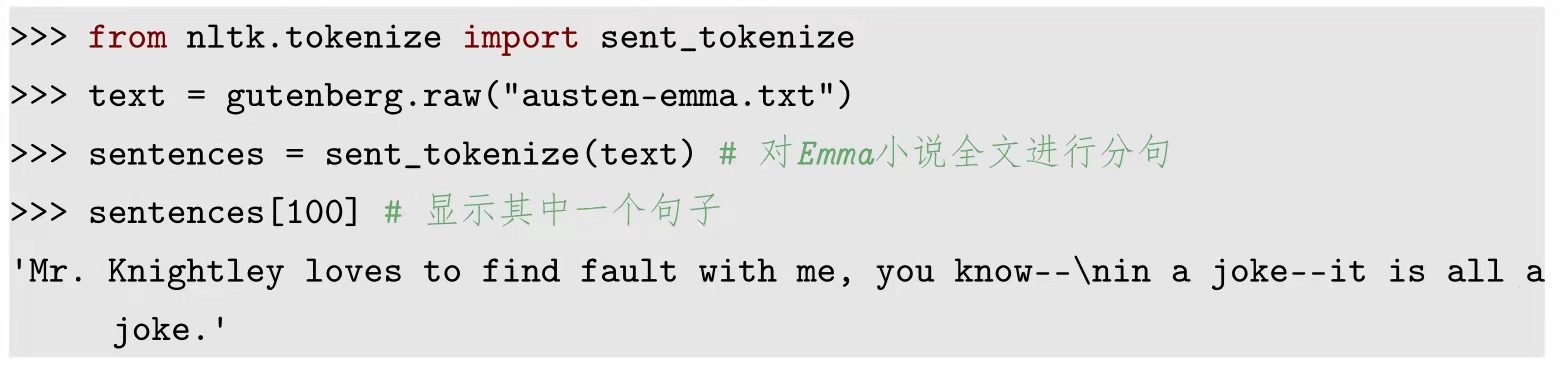 >>> from nltk.tokenize import sent_tokenize
>>> text = gutenberg.raw("austen-emma.txt")
>>> sentences = sent_tokenize(text) # 对Emma小说全文进行分句
>>> sentences[100] # 显示其中一个句子
'Mr. Knightley loves to find fault with me, you know--\nin a joke--it is all a
joke.'